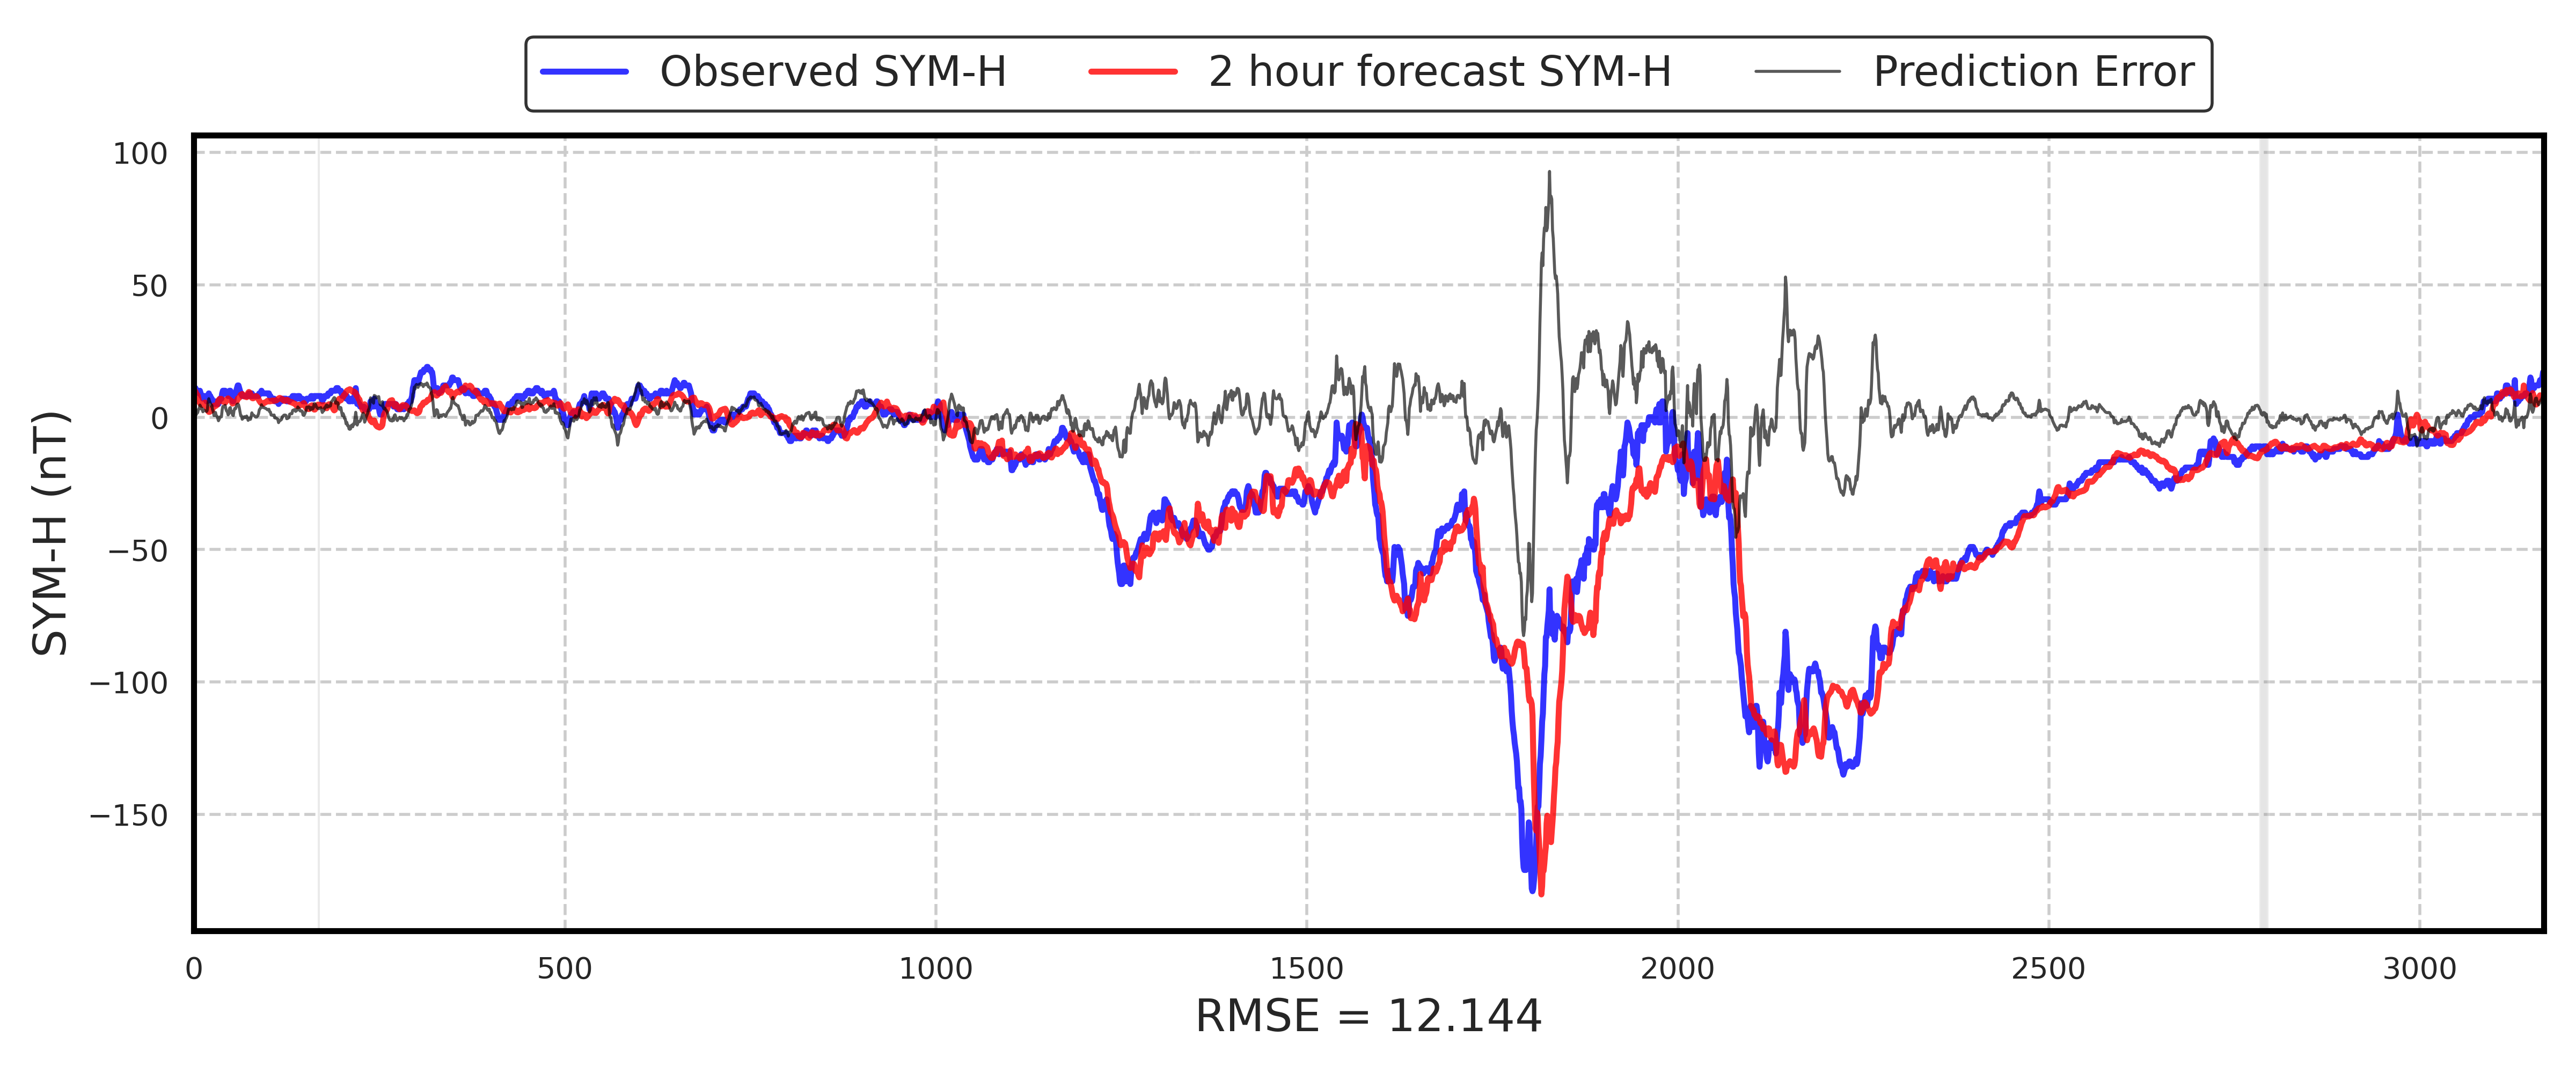 Observed SYM-H 2 hour forecast SYM-H Prediction Error
SYM-H (nT)
100
50
0
−50
−100
−150
0 500 1000 1500 2000 2500 3000
RMSE = 12.144